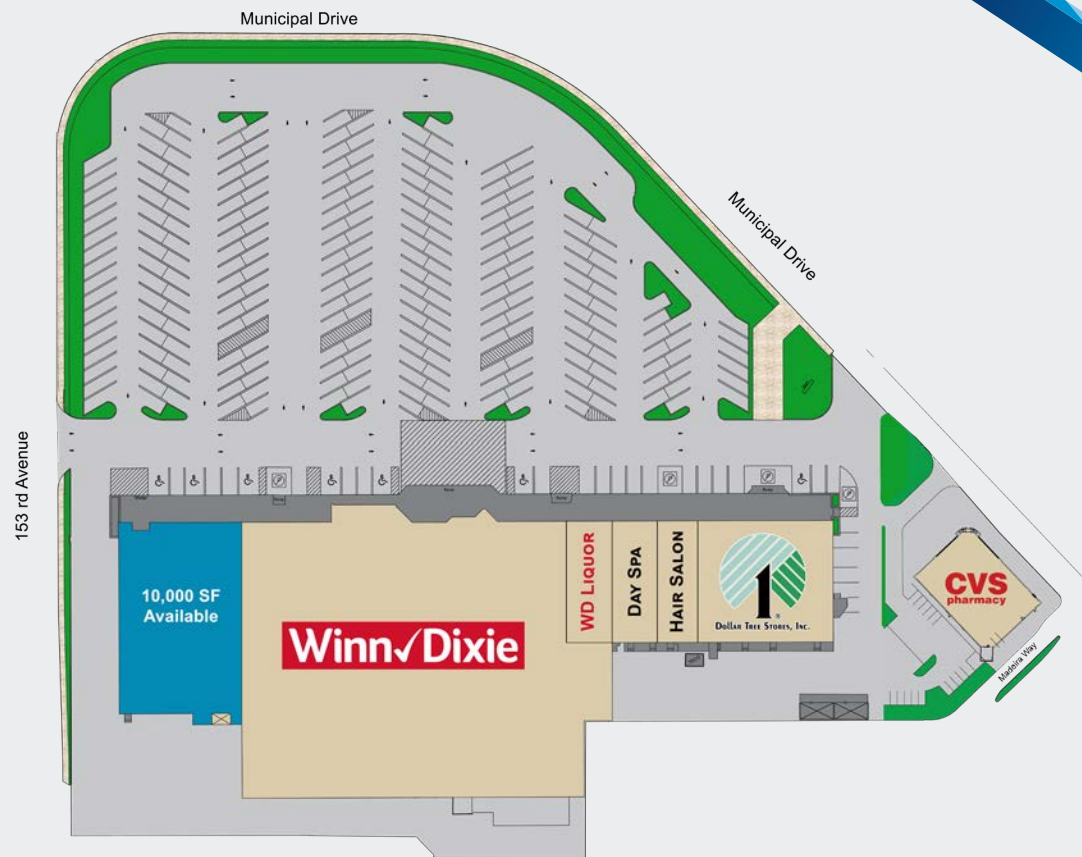 Municipal Drive
Municipal Drive
153 rd Avenue
10,000 SF
Available
Winn✓Dixie
WD LIQUOR
DAY SPA
HAIR SALON
1
DOLLAR TREE STORES, INC.
CVS
pharmacy
Madeira Way